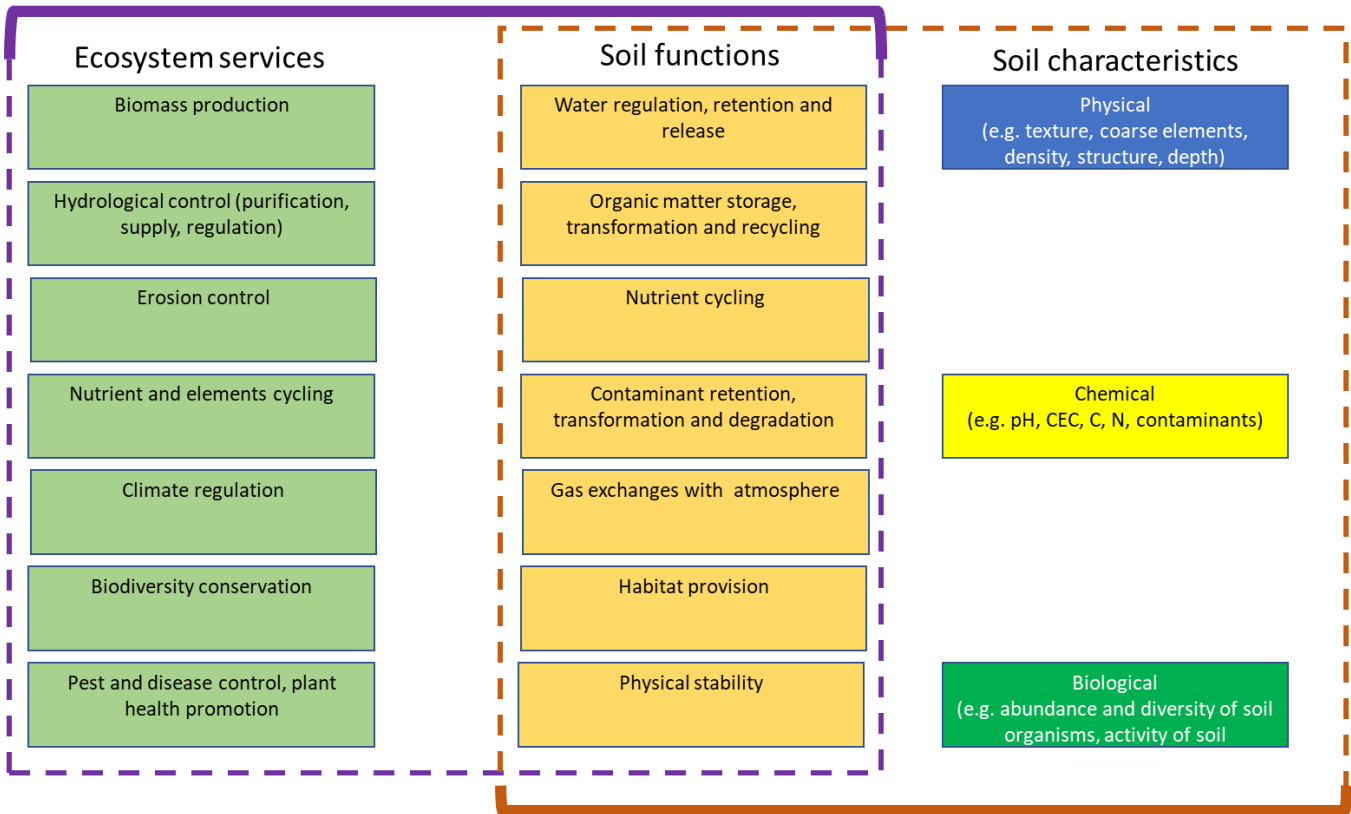 Ecosystem services
Biomass production
Hydrological control (purification,
supply, regulation)
Erosion control
Nutrient and elements cycling
Climate regulation
Biodiversity conservation
Pest and disease control, plant
health promotion
Soil functions
Water regulation, retention and
release
Organic matter storage,
transformation and recycling
Nutrient cycling
Contaminant retention,
transformation and degradation
Gas exchanges with  atmosphere
Habitat provision
Physical stability
Soil characteristics
Physical
(e.g. texture, coarse elements,
density, structure, depth)
Chemical
(e.g. pH, CEC, C, N, contaminants)
Biological
(e.g. abundance and diversity of soil
organisms, activity of soil